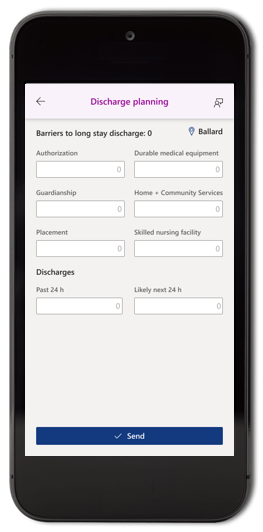 Discharge planning
Barriers to long stay discharge: 0 Ballard
Authorization Durable medical equipment
0 0
Guardianship Home + Community Services
0 0
Placement Skilled nursing facility
0 0
Discharges
Past 24 h Likely next 24 h
0 0
Send